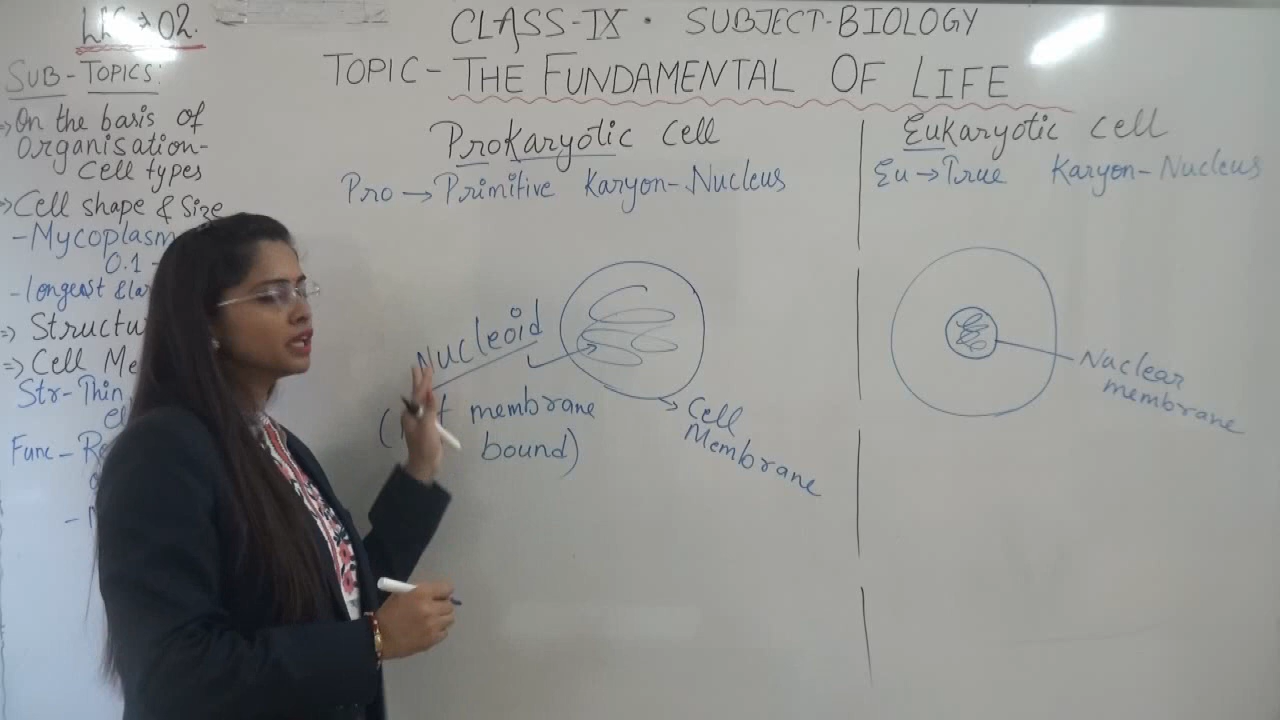 LEC → 02.
CLASS-IX · SUBJECT-BIOLOGY
TOPIC - THE FUNDAMENTAL OF LIFE
SUB-TOPICS:
⇒ On the basis of
Organisation-
Cell types
⇒ Cell shape & Size
- Mycoplasm
0.1 -
- longest &
⇒ Structu
⇒ Cell Me
Str-Thin
Func -
Prokaryotic Cell
Pro → Primitive Karyon-Nucleus
Nucleoid
membrane
bound)
Cell
Membrane
Eukaryotic Cell
Eu → True Karyon-Nucleus
Nuclear
membrane